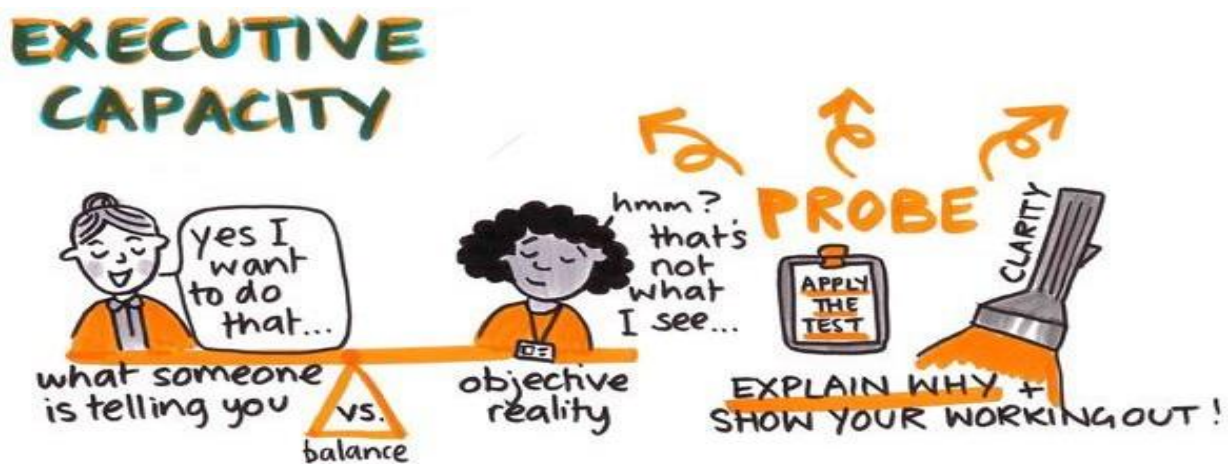 EXECUTIVE
CAPACITY
yes I
want
to do
that...
what someone
is telling you
vs.
balance
hmm?
that's
not
what
I see...
objective
reality
PROBE
APPLY
THE
TEST
CLARITY
EXPLAIN WHY +
SHOW YOUR WORKING OUT!